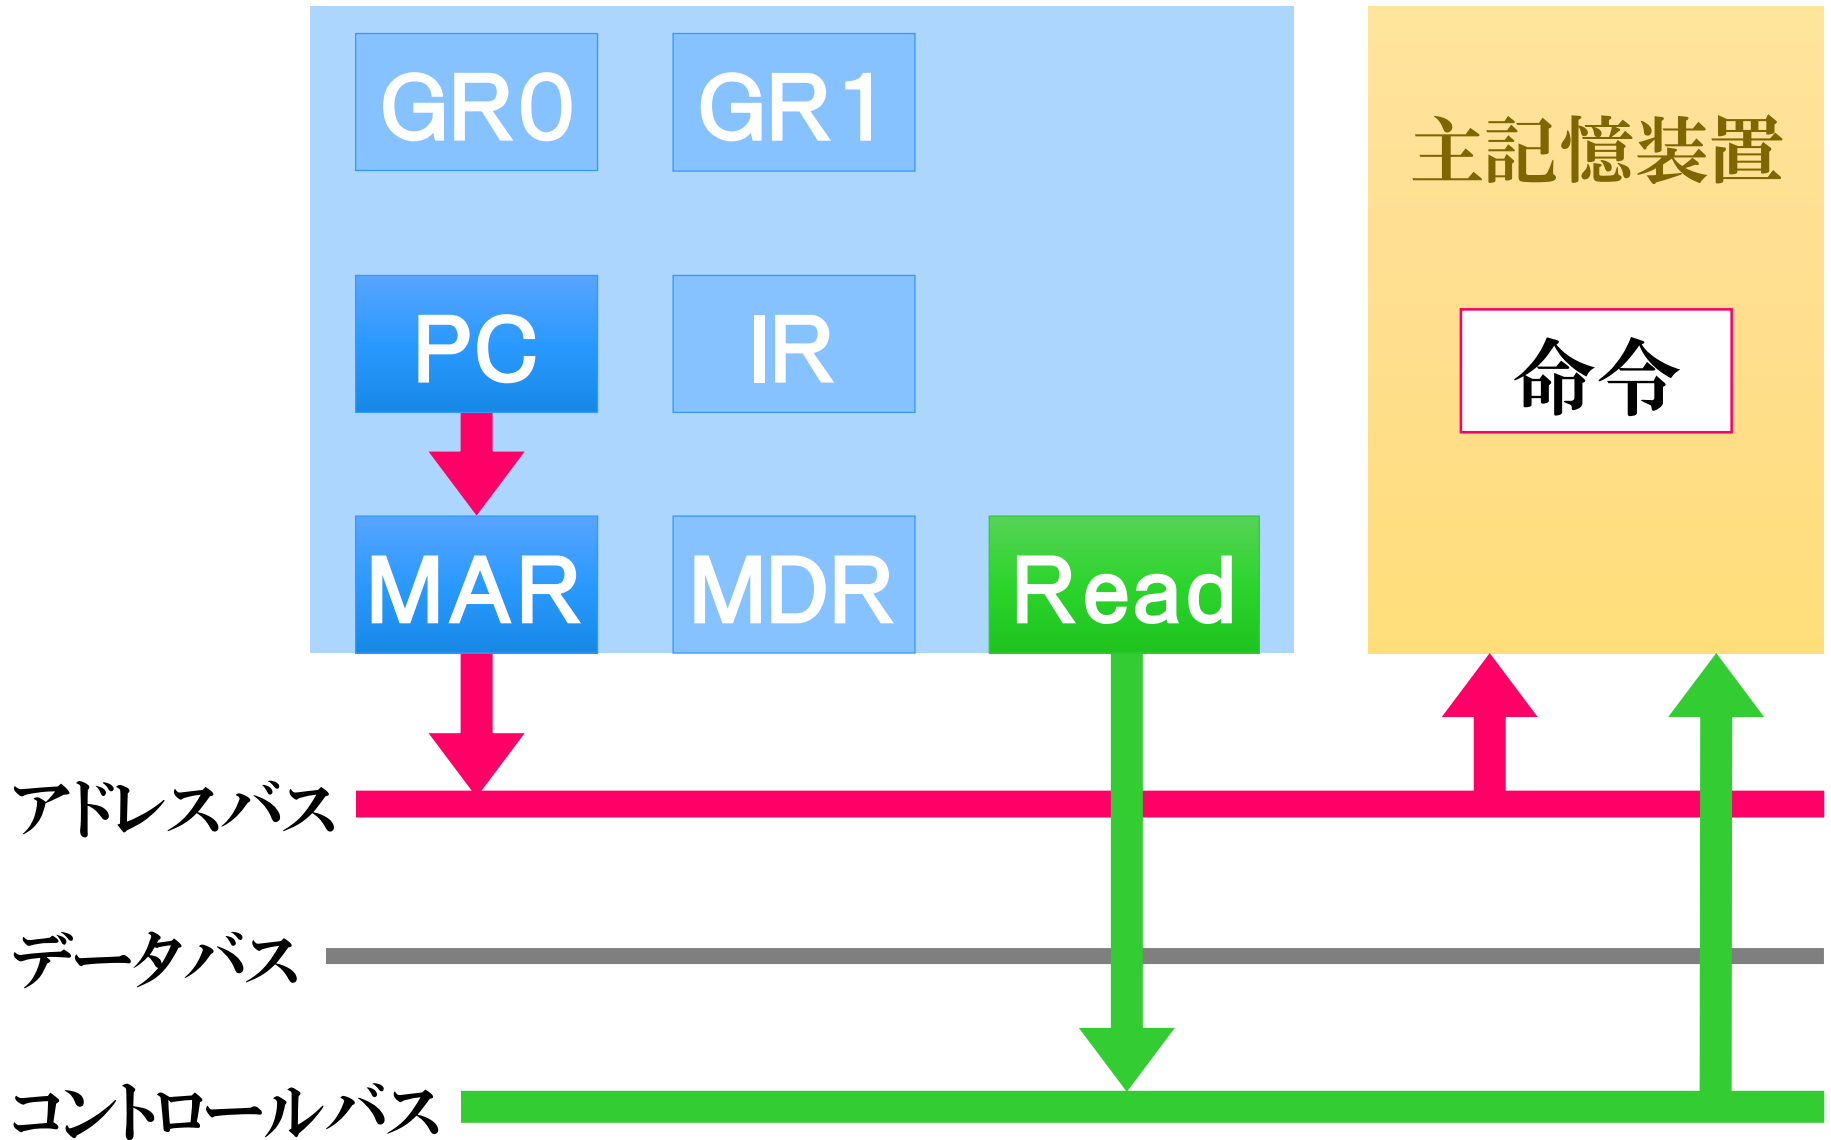 GR0
GR1
主記憶装置
PC
IR
命令
MAR
MDR
Read
アドレスバス
データバス
コントロールバス